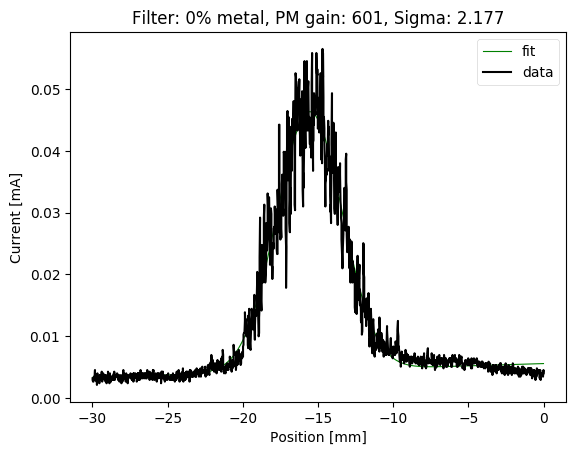 Filter: 0% metal, PM gain: 601, Sigma: 2.177
fit
data
Current [mA]
0.05
0.04
0.03
0.02
0.01
0.00
−30
−25
−20
−15
−10
−5
0
Position [mm]